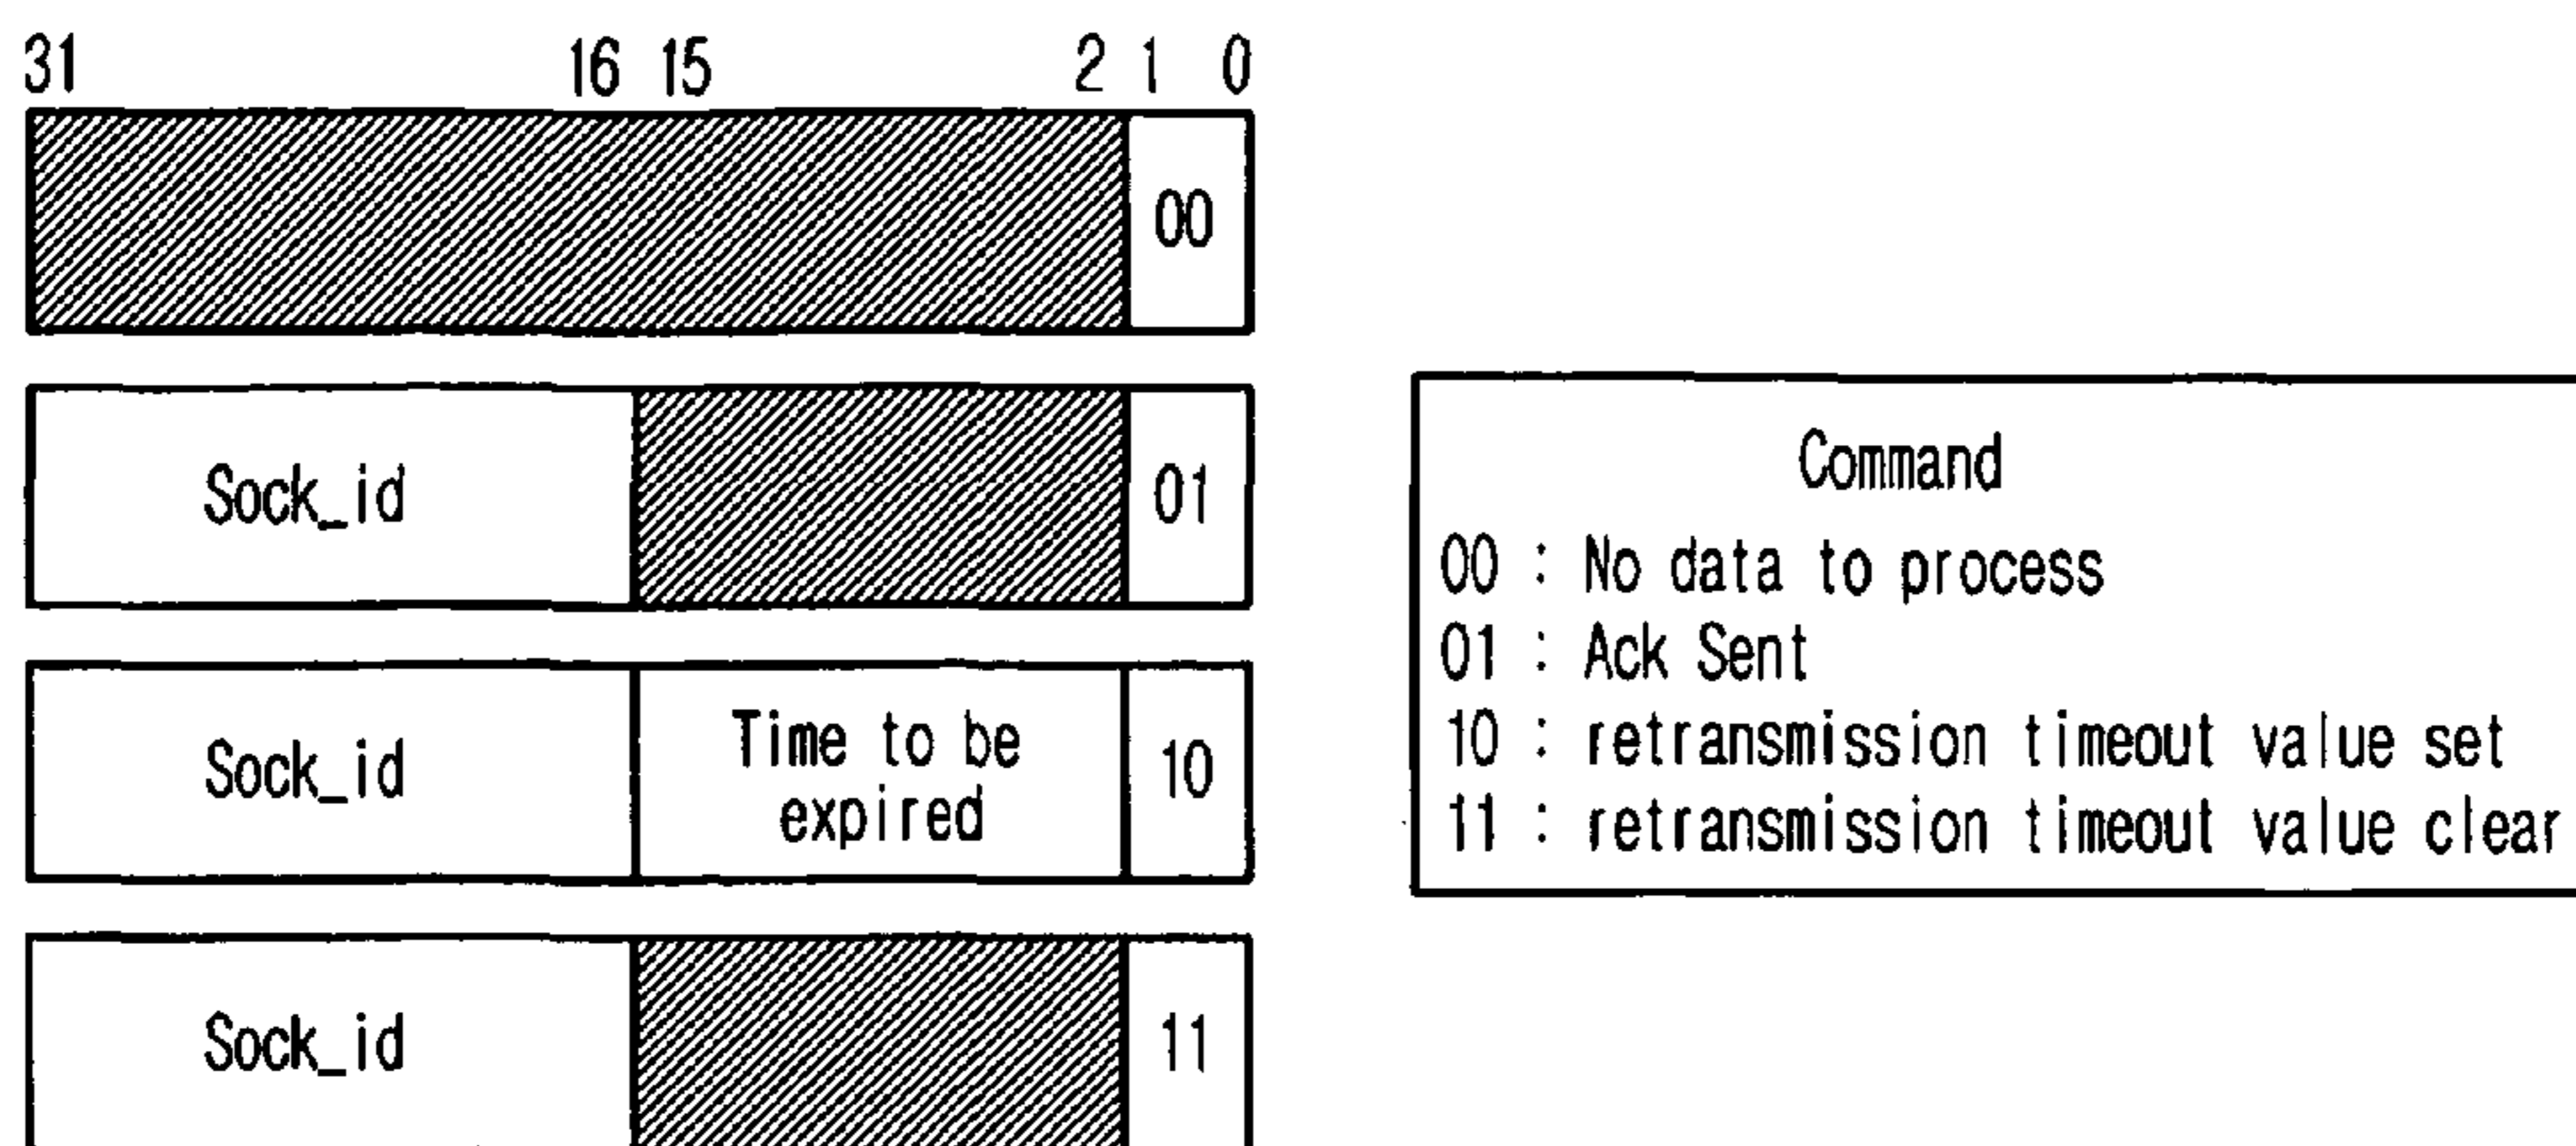 31 16 15 2 1 0
00
Sock_id 01
Sock_id Time to be expired 10
Sock_id 11
Command
00 : No data to process
01 : Ack Sent
10 : retransmission timeout value set
11 : retransmission timeout value clear